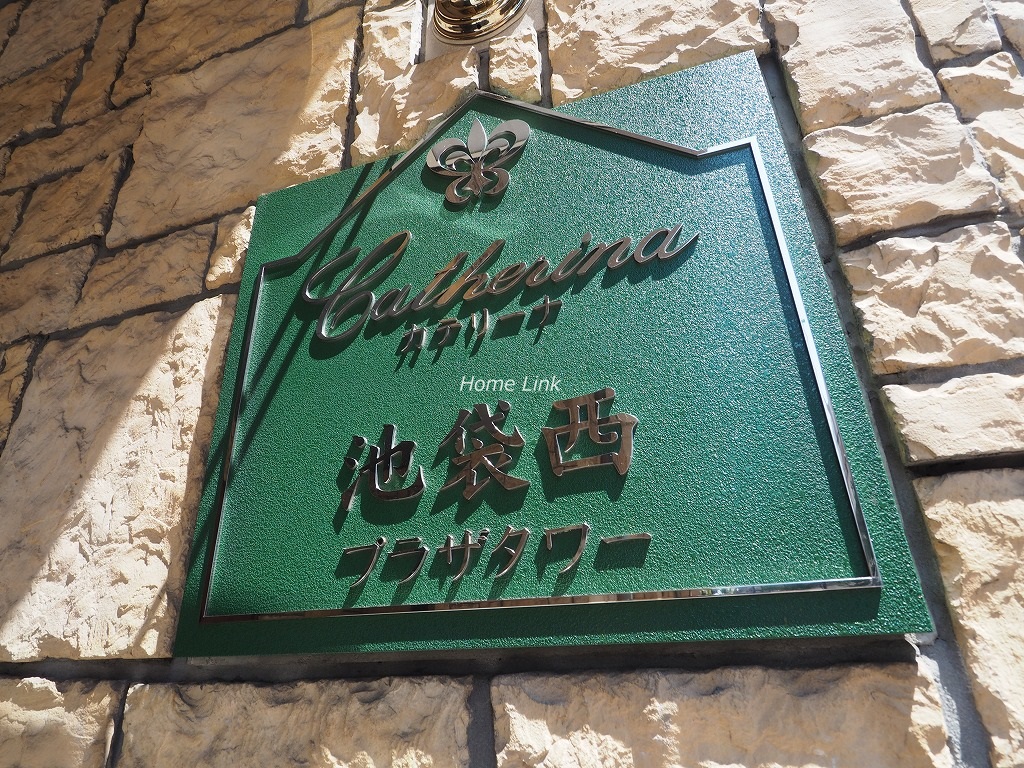 Catherina
カテリーナ
Home Link
池袋西
プラザタワー